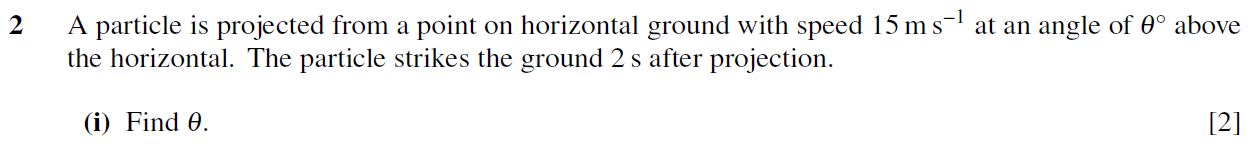 2 A particle is projected from a point on horizontal ground with speed 15 m s⁻¹ at an angle of θ° above
the horizontal. The particle strikes the ground 2 s after projection.
(i) Find θ. [2]